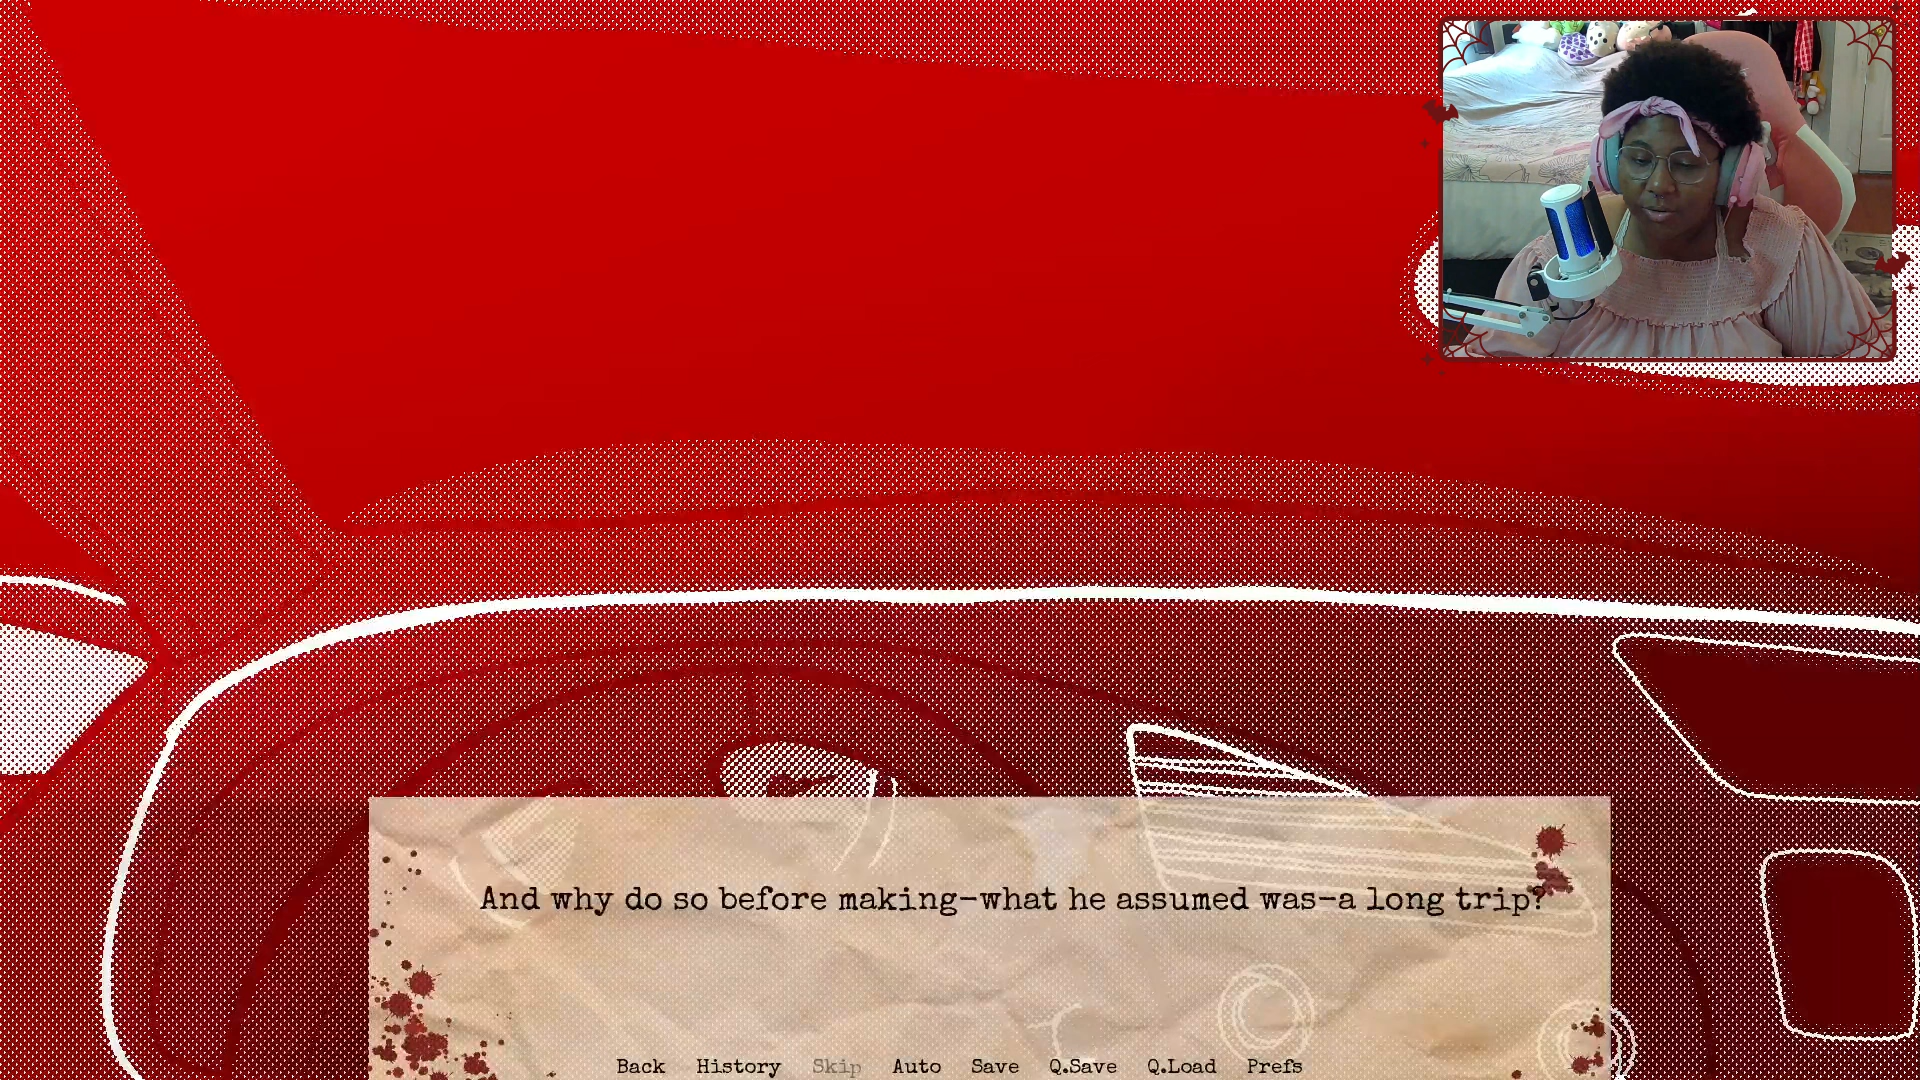 And why do so before making—what he assumed was—a long trip?
Back History Skip Auto Save Q.Save Q.Load Prefs